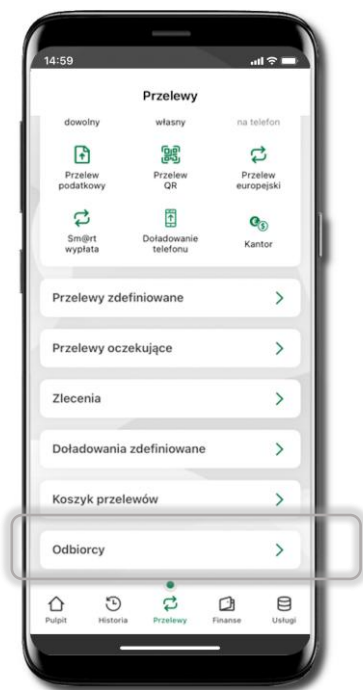 14:59
Przelewy
dowolny
własny
na telefon
Przelew
podatkowy
Przelew
QR
Przelew
europejski
Sm@rt
wypłata
Doładowanie
telefonu
Kantor
Przelewy zdefiniowane
Przelewy oczekujące
Zlecenia
Doładowania zdefiniowane
Koszyk przelewów
Odbiorcy
Pulpit
Historia
Przelewy
Finanse
Usługi